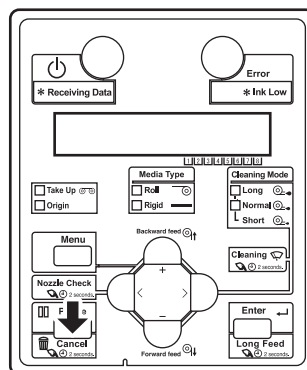 Error
* Receiving Data
* Ink Low
1 2 3 4 5 6 7 8
Media Type
Cleaning Mode
Take Up
Roll
Long
Origin
Rigid
Normal
Short
Menu
Backward feed
+
Cleaning
2 seconds.
Nozzle Check
2 seconds.
< >
Enter
–
Cancel
2 seconds.
Forward feed
Long Feed
2 seconds.